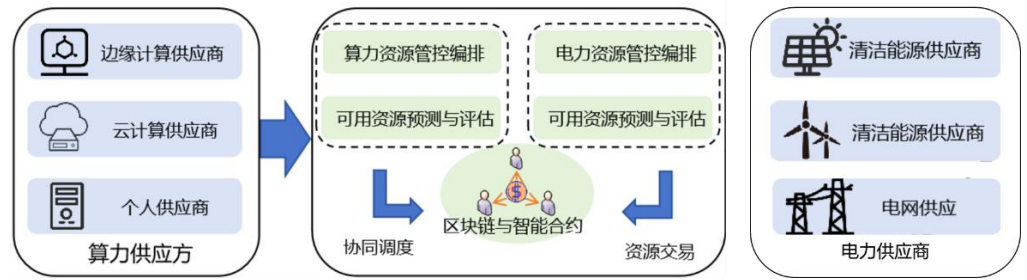 边缘计算供应商
云计算供应商
个人供应商
算力供应方
算力资源管控编排
可用资源预测与评估
电力资源管控编排
可用资源预测与评估
$
区块链与智能合约
协同调度
资源交易
清洁能源供应商
清洁能源供应商
电网供应
电力供应商